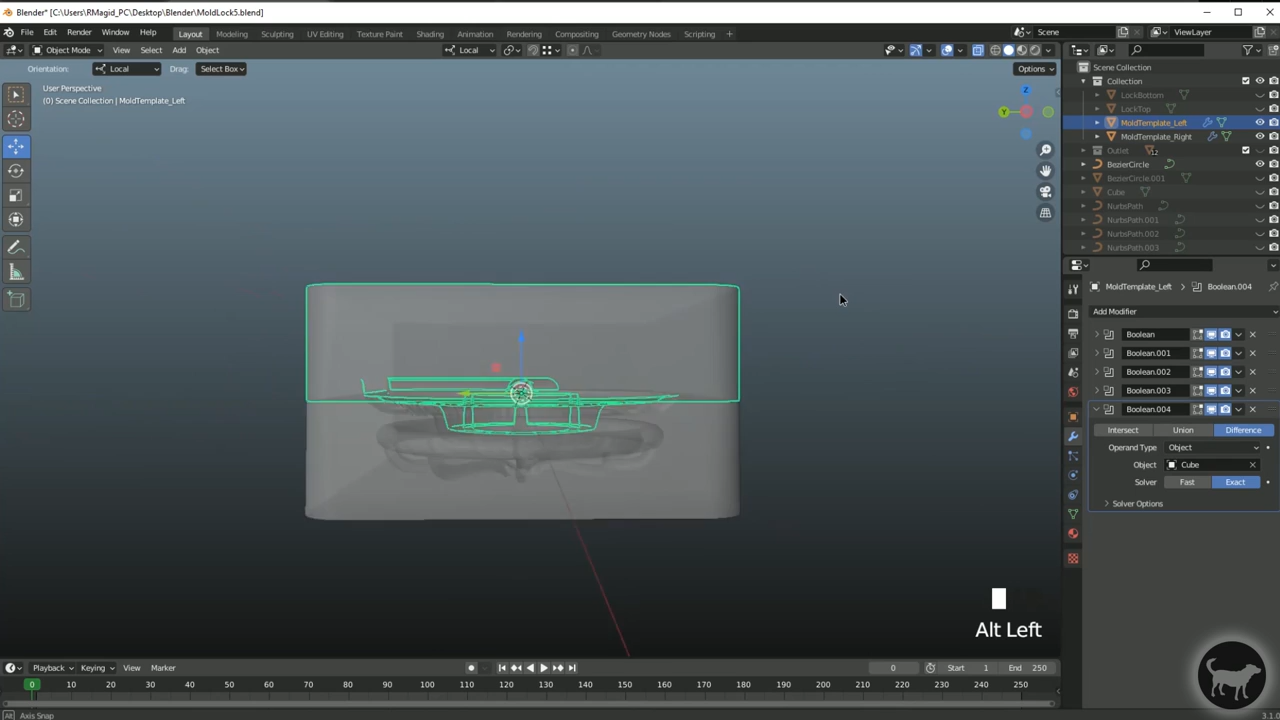 Blender* [C:\Users\RMagid_PC\Desktop\Blender\MoldLock5.blend]
File Edit Render Window Help Layout Modeling Sculpting UV Editing Texture Paint Shading Animation Rendering Compositing Geometry Nodes Scripting + Scene ViewLayer
Object Mode View Select Add Object Local
Orientation: Local Drag: Select Box Options
User Perspective
(0) Scene Collection | MoldTemplate_Left
Z
Y
Scene Collection
Collection
LockBottom
LockTop
MoldTemplate_Left
MoldTemplate_Right
Outlet 12
BezierCircle
BezierCircle.001
Cube
NurbsPath
NurbsPath.001
NurbsPath.002
NurbsPath.003
MoldTemplate_Left > Boolean.004
Add Modifier
Boolean
Boolean.001
Boolean.002
Boolean.003
Boolean.004
Intersect Union Difference
Operand Type Object
Object Cube
Solver Fast Exact
Solver Options
Alt Left
Playback Keying View Marker 0 Start 1 End 250
0 10 20 30 40 50 60 70 80 90 100 110 120 130 140 150 160 170 180 190 200 210 220 230 240 250
Alt Axis Snap 3.1.0